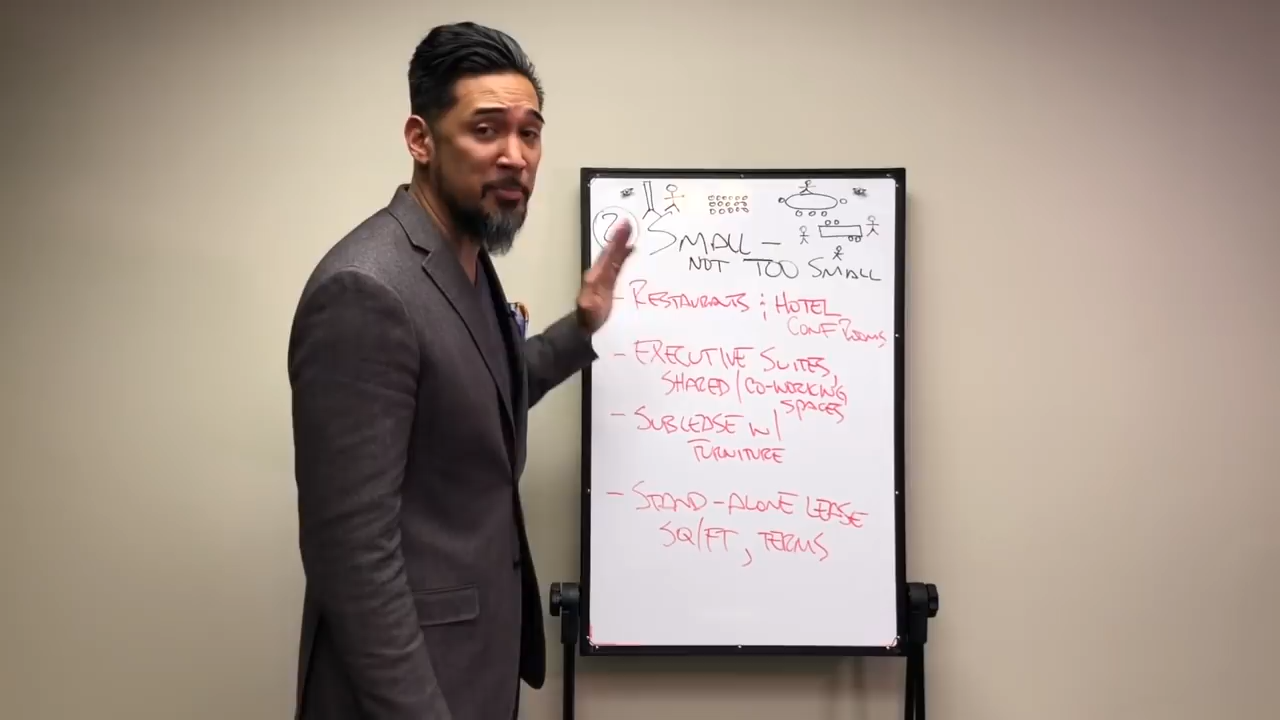 2
SMALL –
NOT TOO SMALL
– RESTAURANTS ; HOTEL
CONF ROOMS
– EXECUTIVE SUITES,
SHARED/CO-WORKING
SPACES
– SUBLEASE W/
FURNITURE
– STAND-ALONE LEASE
SQ/FT, TERMS